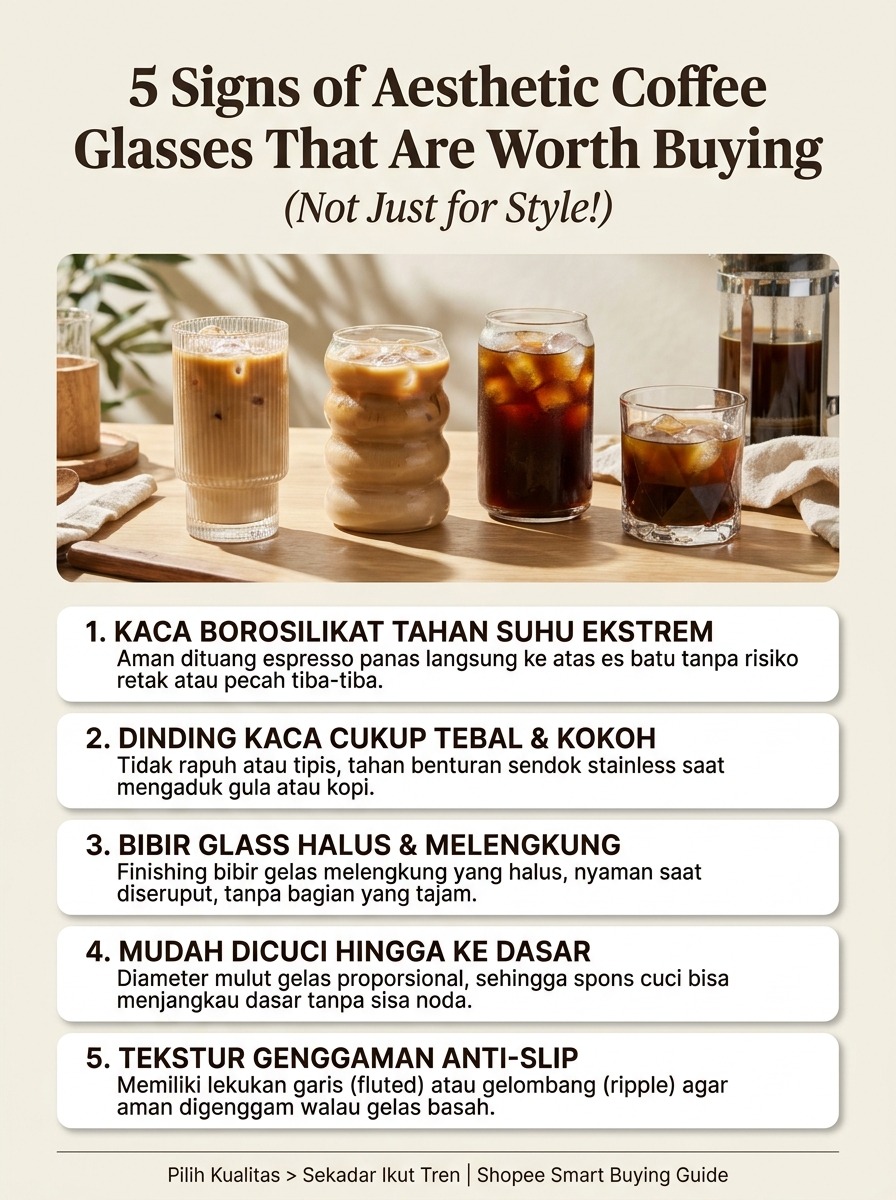 5 Signs of Aesthetic Coffee
Glasses That Are Worth Buying
(Not Just for Style!)
1. KACA BOROSILIKAT TAHAN SUHU EKSTREM
Aman dituang espresso panas langsung ke atas es batu tanpa risiko
retak atau pecah tiba-tiba.
2. DINDING KACA CUKUP TEBAL & KOKOH
Tidak rapuh atau tipis, tahan benturan sendok stainless saat
mengaduk gula atau kopi.
3. BIBIR GLASS HALUS & MELENGKUNG
Finishing bibir gelas melengkung yang halus, nyaman saat
diseruput, tanpa bagian yang tajam.
4. MUDAH DICUCI HINGGA KE DASAR
Diameter mulut gelas proporsional, sehingga spons cuci bisa
menjangkau dasar tanpa sisa noda.
5. TEKSTUR GENGGAMAN ANTI-SLIP
Memiliki lekukan garis (fluted) atau gelombang (ripple) agar
aman digenggam walau gelas basah.
Pilih Kualitas > Sekadar Ikut Tren | Shopee Smart Buying Guide